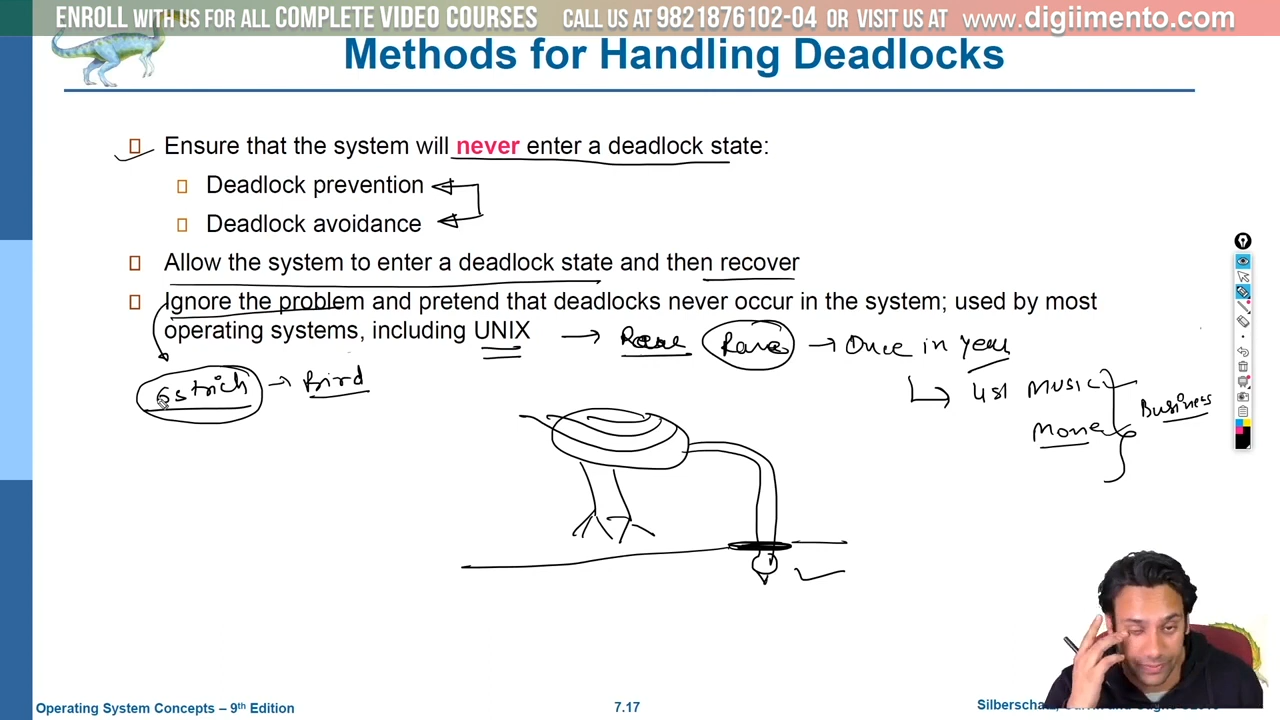 ENROLL WITH US FOR ALL COMPLETE VIDEO COURSES CALL US AT 9821876102-04 OR VISIT US AT www.digiimento.com
Methods for Handling Deadlocks
Ensure that the system will never enter a deadlock state:
Deadlock prevention
Deadlock avoidance
Allow the system to enter a deadlock state and then recover
Ignore the problem and pretend that deadlocks never occur in the system; used by most
operating systems, including UNIX → Rare → Once in year
ostrich → Bird
MUSIC
Business
Mone
Operating System Concepts – 9th Edition 7.17 Silberschatz,